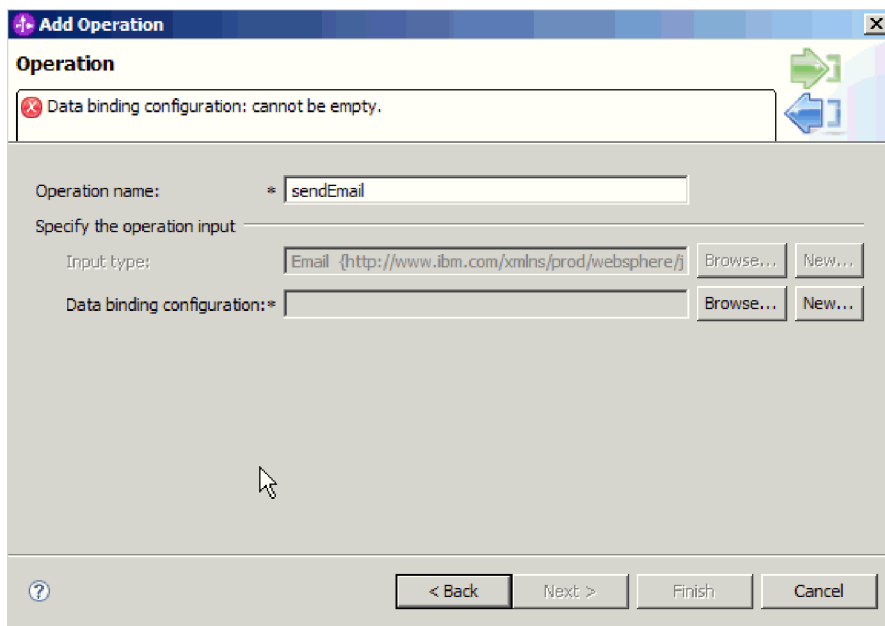 Add Operation
Operation
Data binding configuration: cannot be empty.
Operation name: * sendEmail
Specify the operation input
Input type: Email {http://www.ibm.com/xmlns/prod/websphere/j Browse... New...
Data binding configuration:* Browse... New...
? < Back Next > Finish Cancel